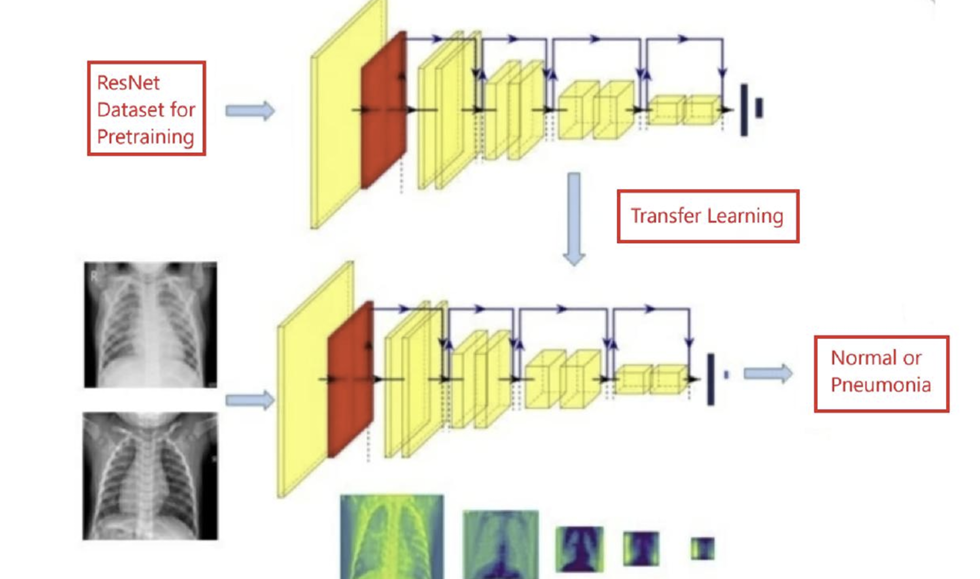 ResNet
Dataset for
Pretraining
Transfer Learning
R
Normal or
Pneumonia